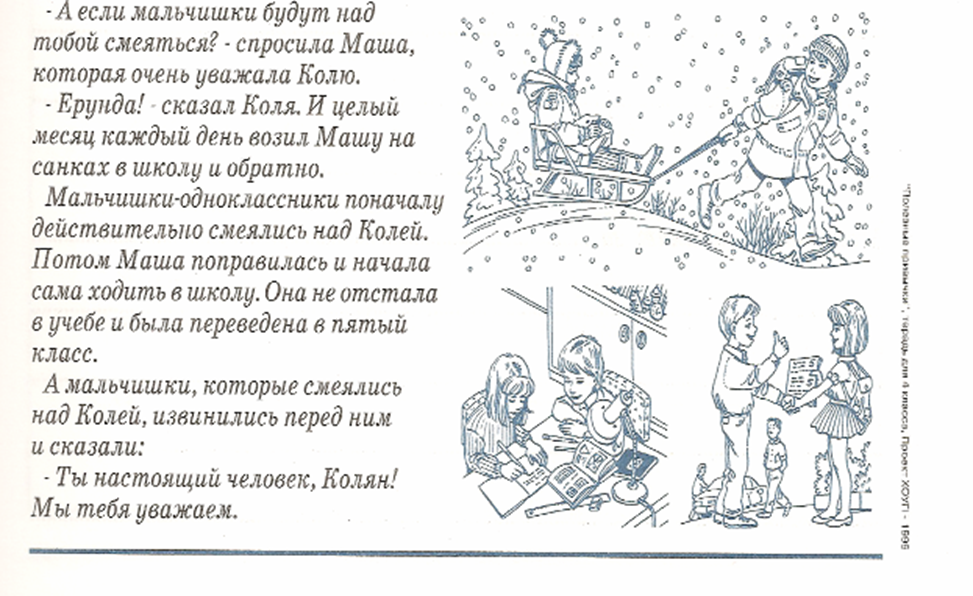 - А если мальчишки будут над
тобой смеяться? - спросила Маша,
которая очень уважала Колю.
- Ерунда! - сказал Коля. И целый
месяц каждый день возил Машу на
санках в школу и обратно.
Мальчишки-одноклассники поначалу
действительно смеялись над Колей.
Потом Маша поправилась и начала
сама ходить в школу. Она не отстала
в учебе и была переведена в пятый
класс.
А мальчишки, которые смеялись
над Колей, извинились перед ним
и сказали:
- Ты настоящий человек, Колян!
Мы тебя уважаем.
"Полезные привычки", тетрадь для 4 класса, Проект ХОУП -